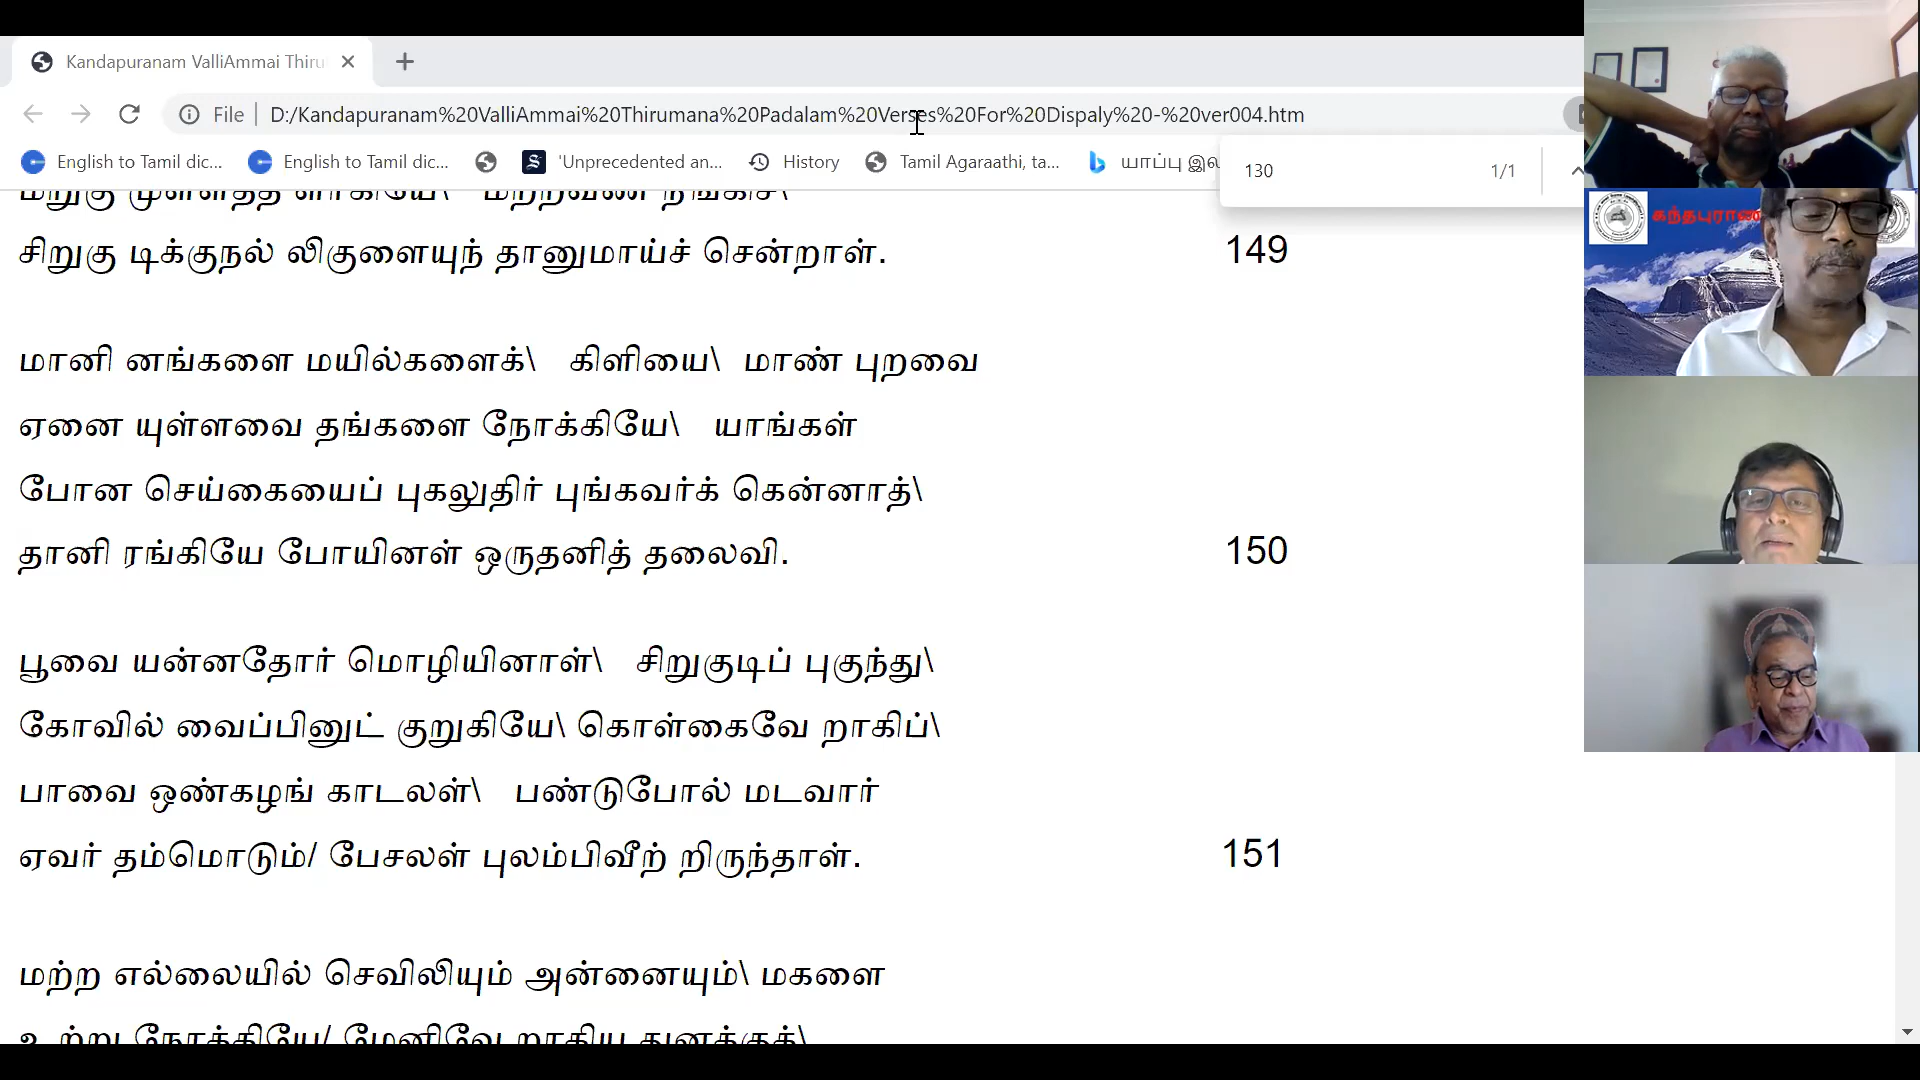 Kandapuranam ValliAmmai Thiru
File
D:/Kandapuranam%20ValliAmmai%20Thirumana%20Padalam%20Verses%20For%20Dispaly%20-%20ver004.htm
English to Tamil dic...
English to Tamil dic...
'Unprecedented an...
History
Tamil Agaraathi, ta...
யாப்பு இல
130 1/1
சிறுகு டிக்குநல் லிகுளையுந் தானுமாய்ச் சென்றாள். 149
மானி னங்களை மயில்களைக்\ கிளியை\ மாண் புறவை
ஏனை யுள்ளவை தங்களை நோக்கியே\ யாங்கள்
போன செய்கையைப் புகலுதிர் புங்கவர்க் கென்னாத்\
தானி ரங்கியே போயினள் ஒருதனித் தலைவி. 150
பூவை யன்னதோர் மொழியினாள்\ சிறுகுடிப் புகுந்து\
கோவில் வைப்பினுட் குறுகியே\ கொள்கைவே றாகிப்\
பாவை ஒண்கழங் காடலள்\ பண்டுபோல் மடவார்
ஏவர் தம்மொடும்/ பேசலள் புலம்பிவீற் றிருந்தாள். 151
மற்ற எல்லையில் செவிலியும் அன்னையும்\ மகளை
கந்தபுராண